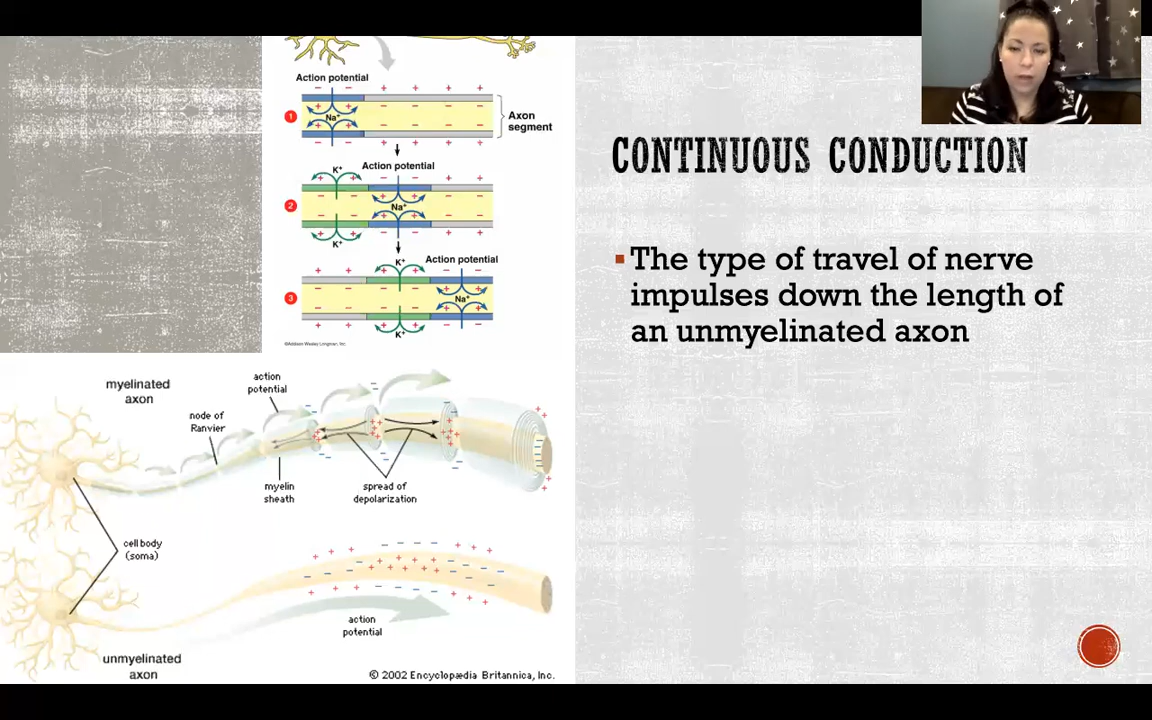 Action potential
1
Na⁺
Axon
segment
K⁺
Action potential
2
Na⁺
K⁺
Action potential
K⁺
3
Na⁺
K⁺
©Addison Wesley Longman, Inc.
CONTINUOUS CONDUCTION
The type of travel of nerve
impulses down the length of
an unmyelinated axon
myelinated
axon
action
potential
node of
Ranvier
myelin
sheath
spread of
depolarization
cell body
(soma)
action
potential
unmyelinated
axon
© 2002 Encyclopædia Britannica, Inc.